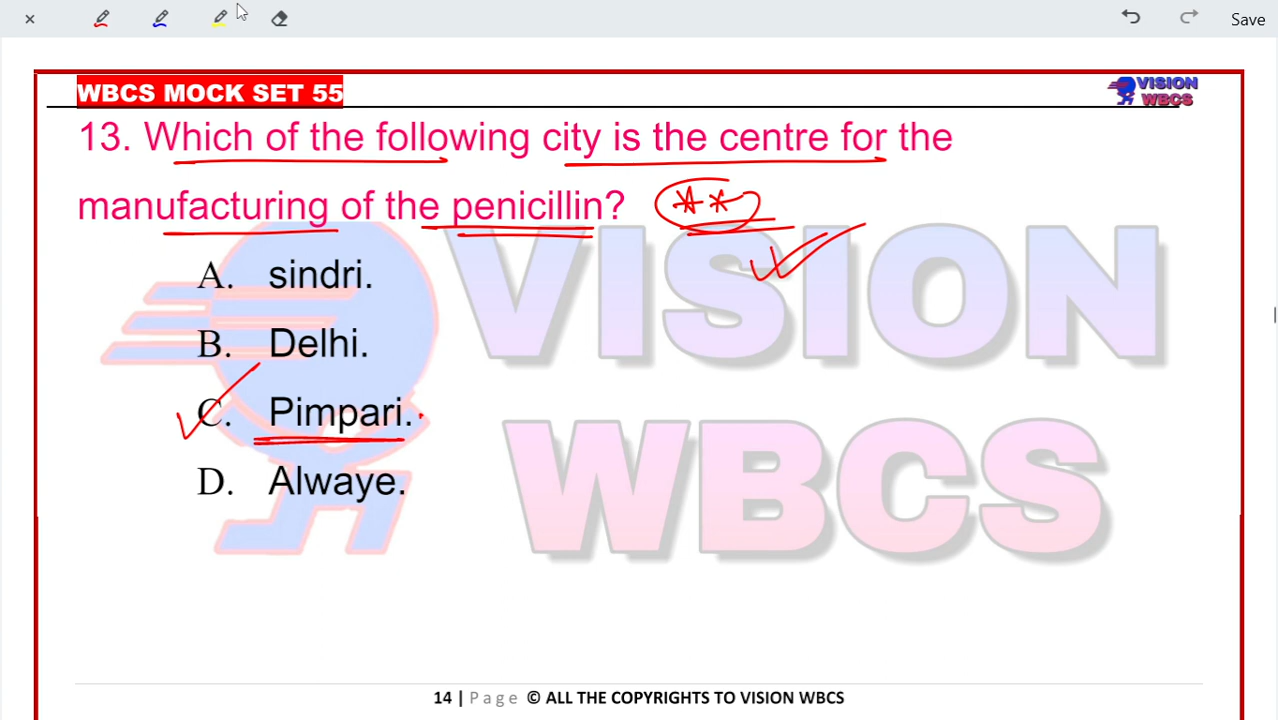 Save
WBCS MOCK SET 55
VISION
WBCS
13. Which of the following city is the centre for the
manufacturing of the penicillin? **
A. sindri.
B. Delhi.
C. Pimpari.
D. Alwaye.
VISION
WBCS
14 | Page © ALL THE COPYRIGHTS TO VISION WBCS